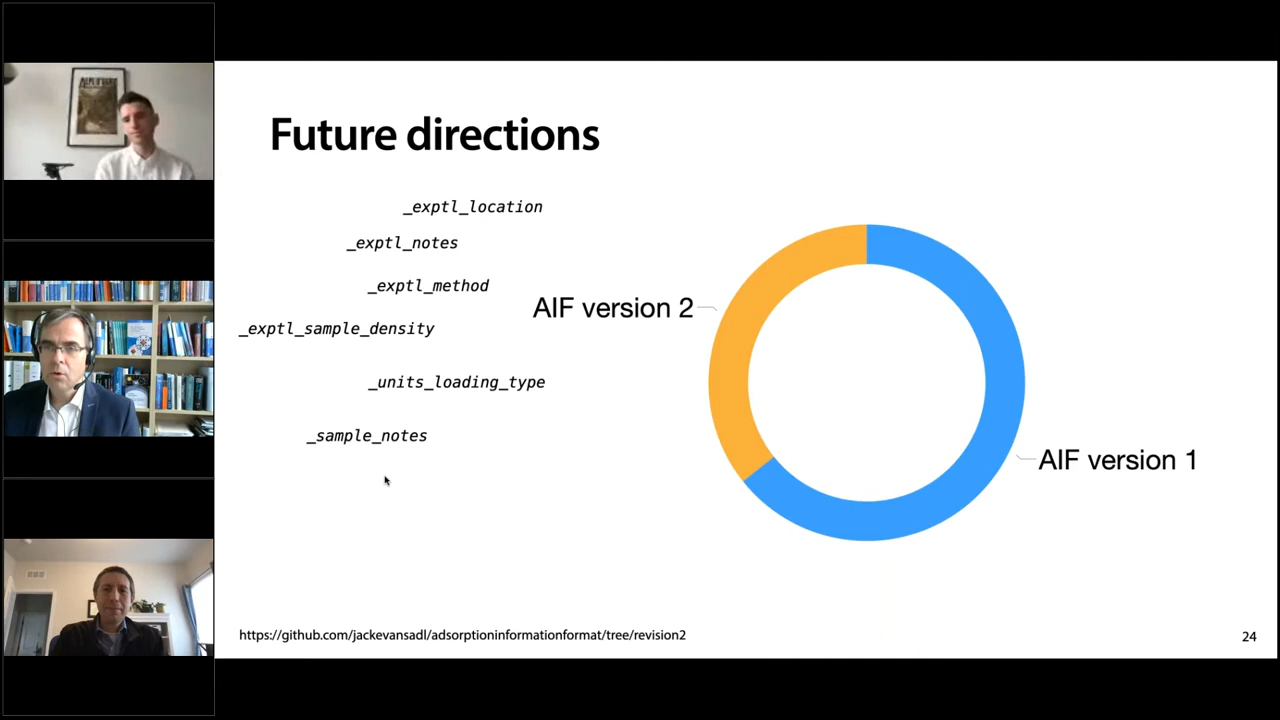 Future directions
_exptl_location
_exptl_notes
_exptl_method
AIF version 2
_exptl_sample_density
_units_loading_type
_sample_notes
AIF version 1
https://github.com/jackevansadl/adsorptioninformationformat/tree/revision2
24